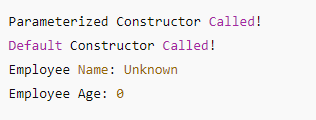 Parameterized Constructor Called!
Default Constructor Called!
Employee Name: Unknown
Employee Age: 0